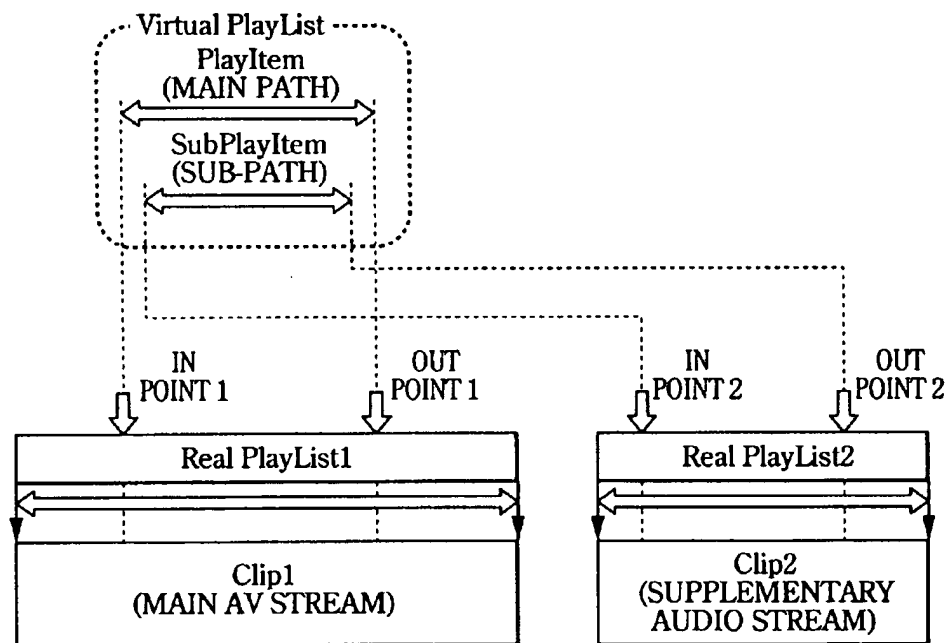 Virtual PlayList
PlayItem
(MAIN PATH)
SubPlayItem
(SUB-PATH)
IN
POINT 1
OUT
POINT 1
IN
POINT 2
OUT
POINT 2
Real PlayList1
Real PlayList2
Clip1
(MAIN AV STREAM)
Clip2
(SUPPLEMENTARY
AUDIO STREAM)